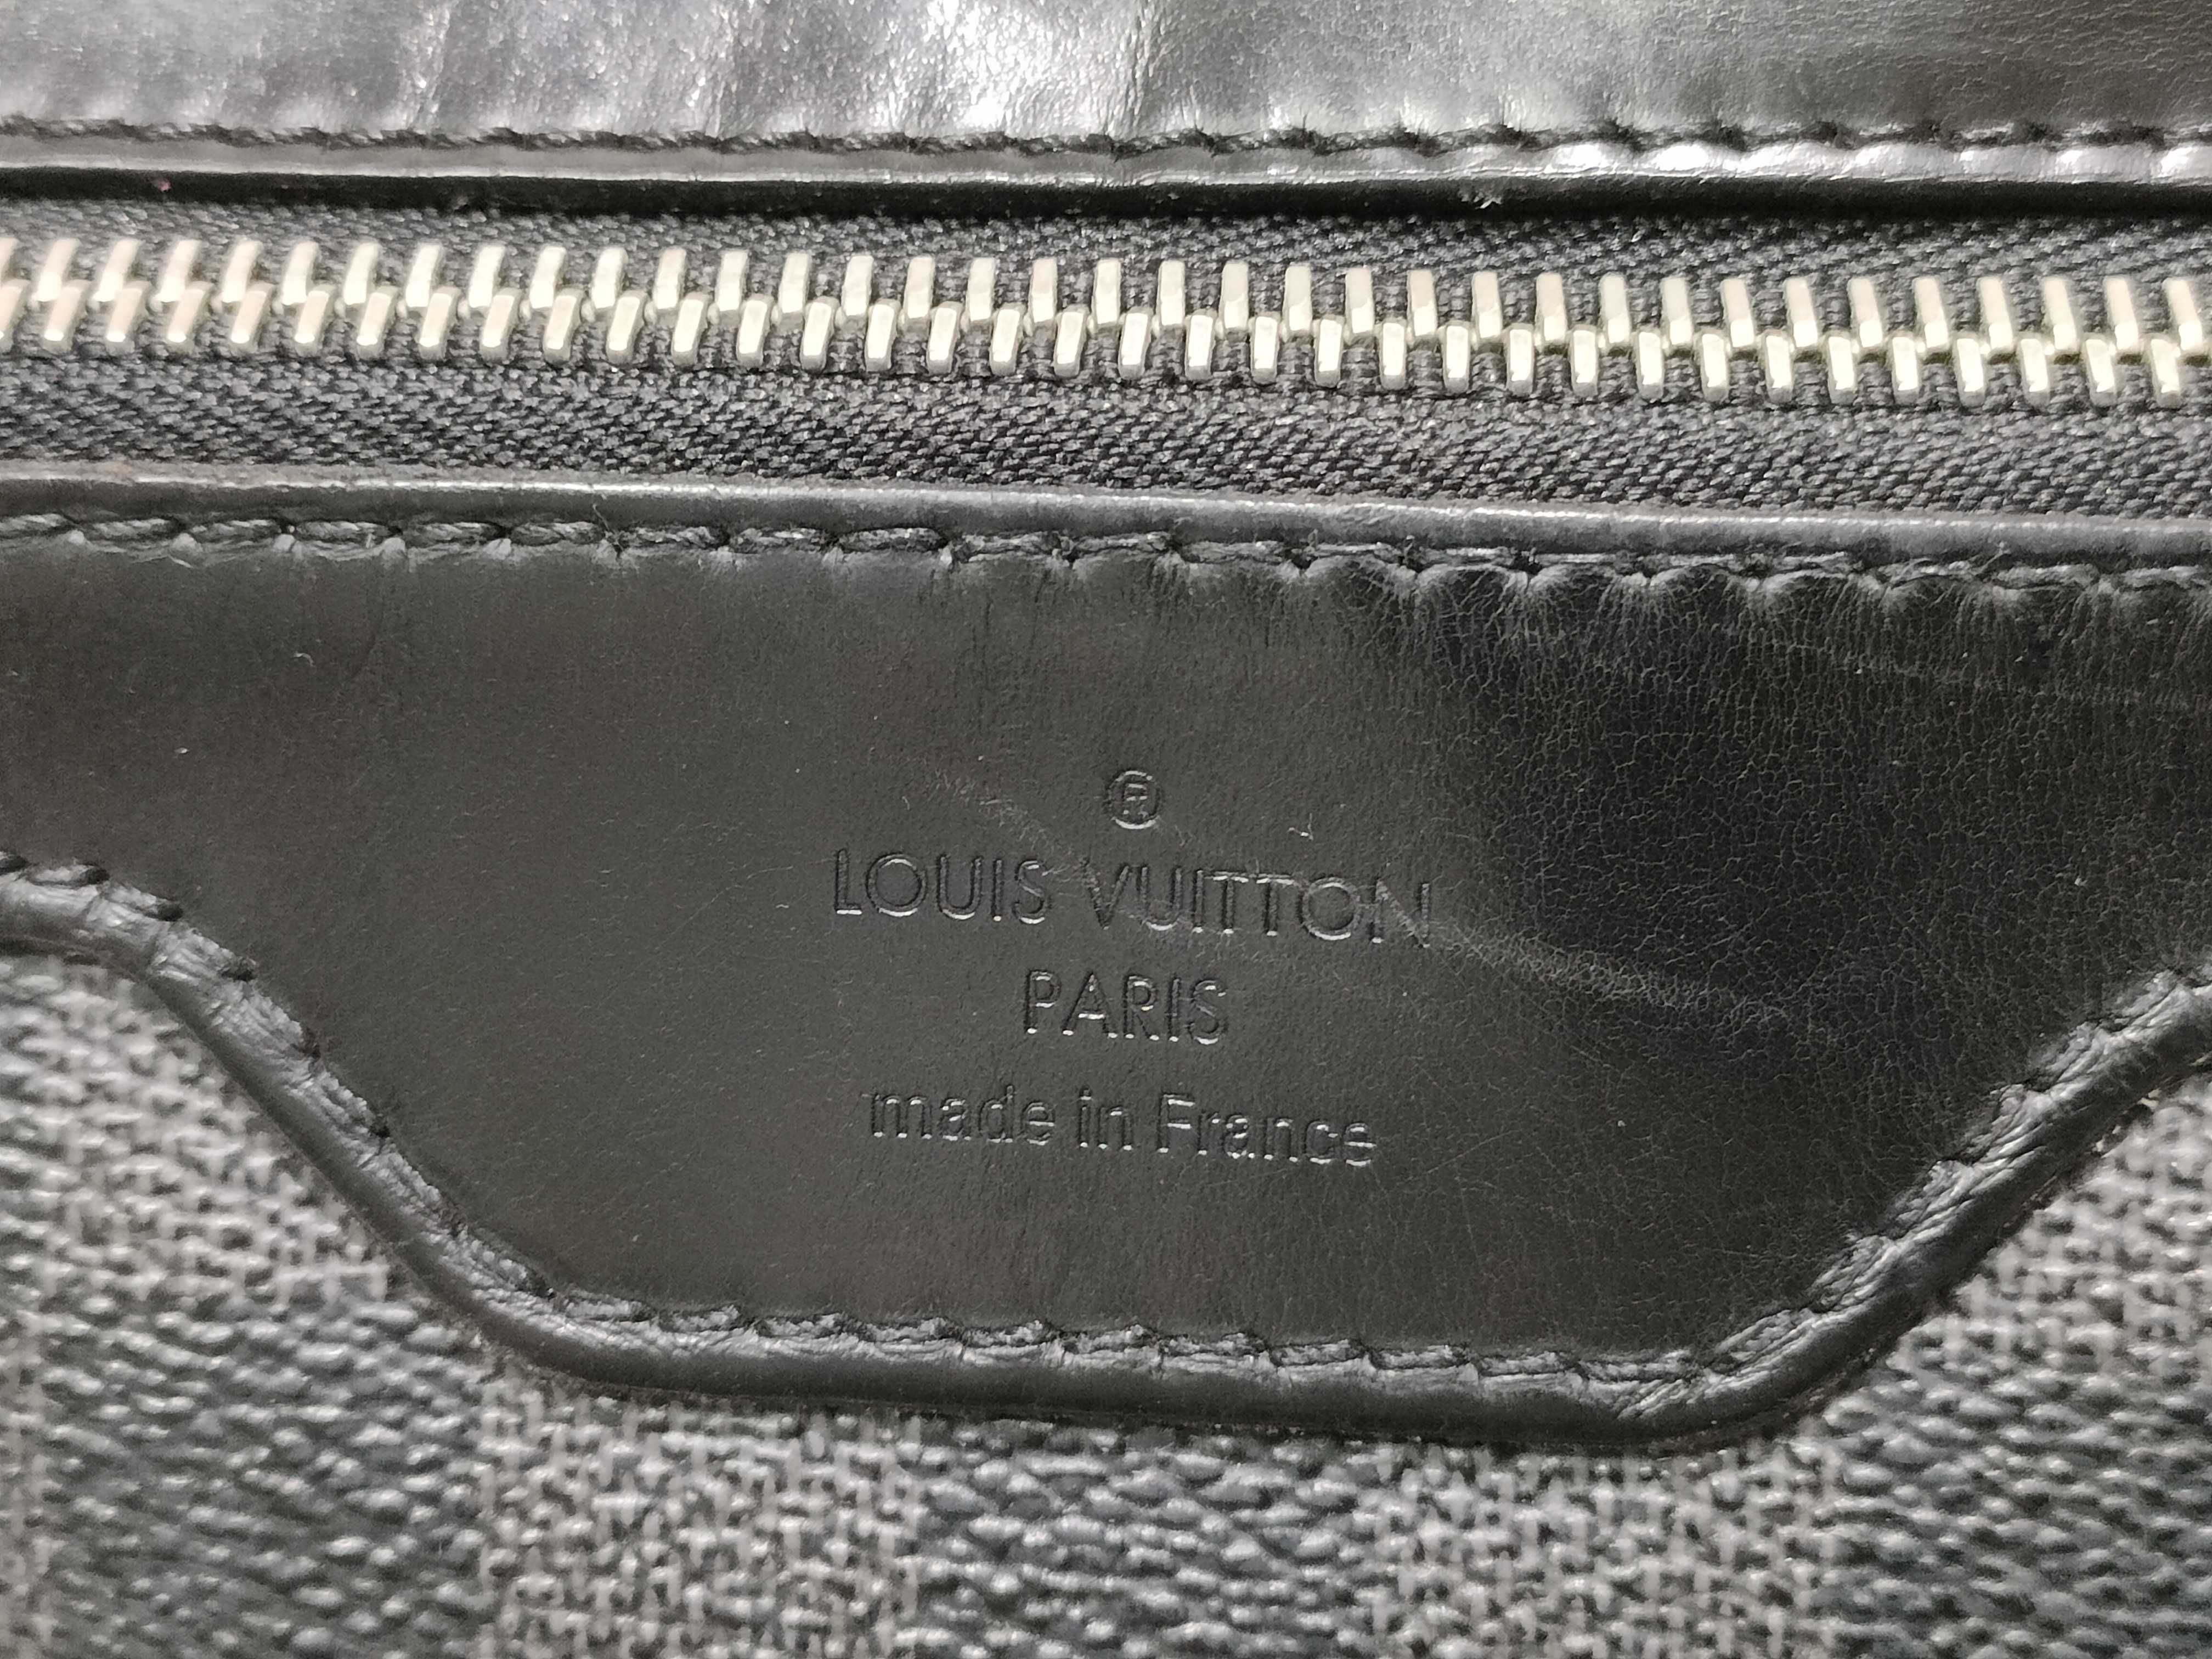 ®
LOUIS VUITTON
PARIS
made in France